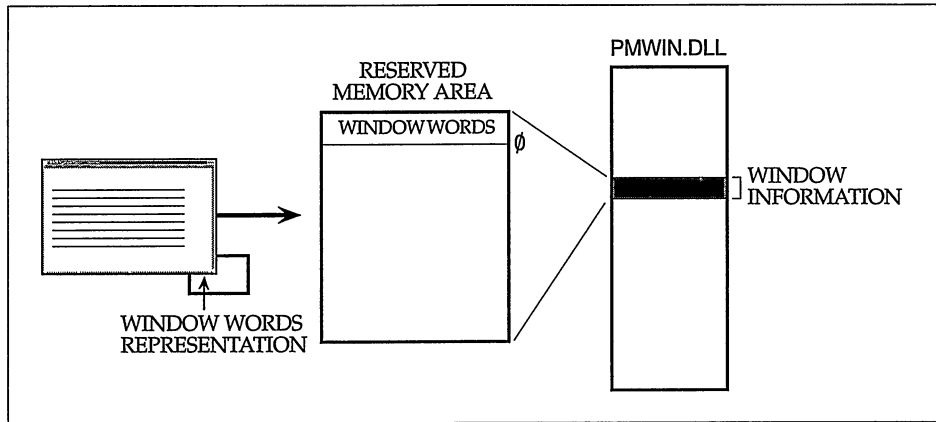 PMWIN.DLL
RESERVED
MEMORY AREA
WINDOW WORDS
Ø
WINDOW
INFORMATION
WINDOW WORDS
REPRESENTATION